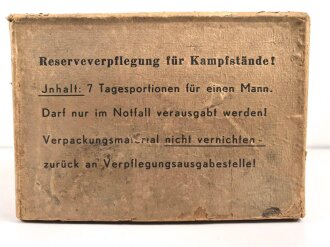 Reserveverpflegung für Kampfstände!
Jnhalt: 7 Tagesportionen für einen Mann.
Darf nur im Notfall verausgabt werden!
Verpackungsmaterial nicht vernichten-
zurück an Verpflegungsausgabestelle!